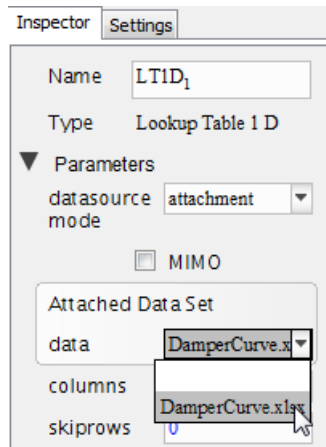 Inspector Settings
Name LT1D1
Type Lookup Table 1 D
Parameters
datasource attachment
mode
MIMO
Attached Data Set
data DamperCurve.x
columns
DamperCurve.xlsx
skiprows 0